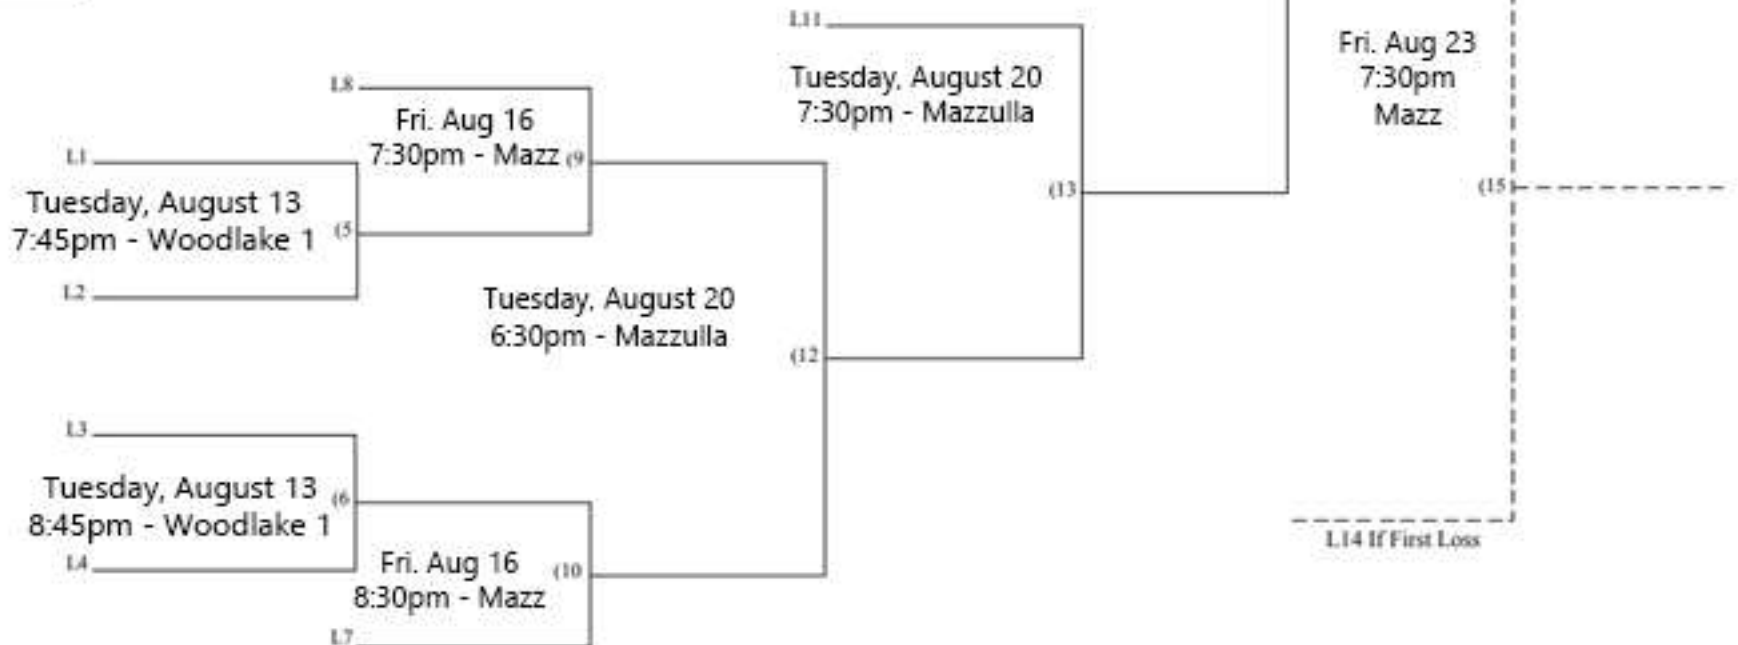 L11
Tuesday, August 20
7:30pm - Mazzulla
Fri. Aug 23
7:30pm
Mazz
L8
Fri. Aug 16
7:30pm - Mazz (9
L1
Tuesday, August 13
7:45pm - Woodlake 1 (5
L2
(13
(15
Tuesday, August 20
6:30pm - Mazzulla
(12
L3
Tuesday, August 13 (6
8:45pm - Woodlake 1
L4
Fri. Aug 16 (10
8:30pm - Mazz
L7
L14 If First Loss